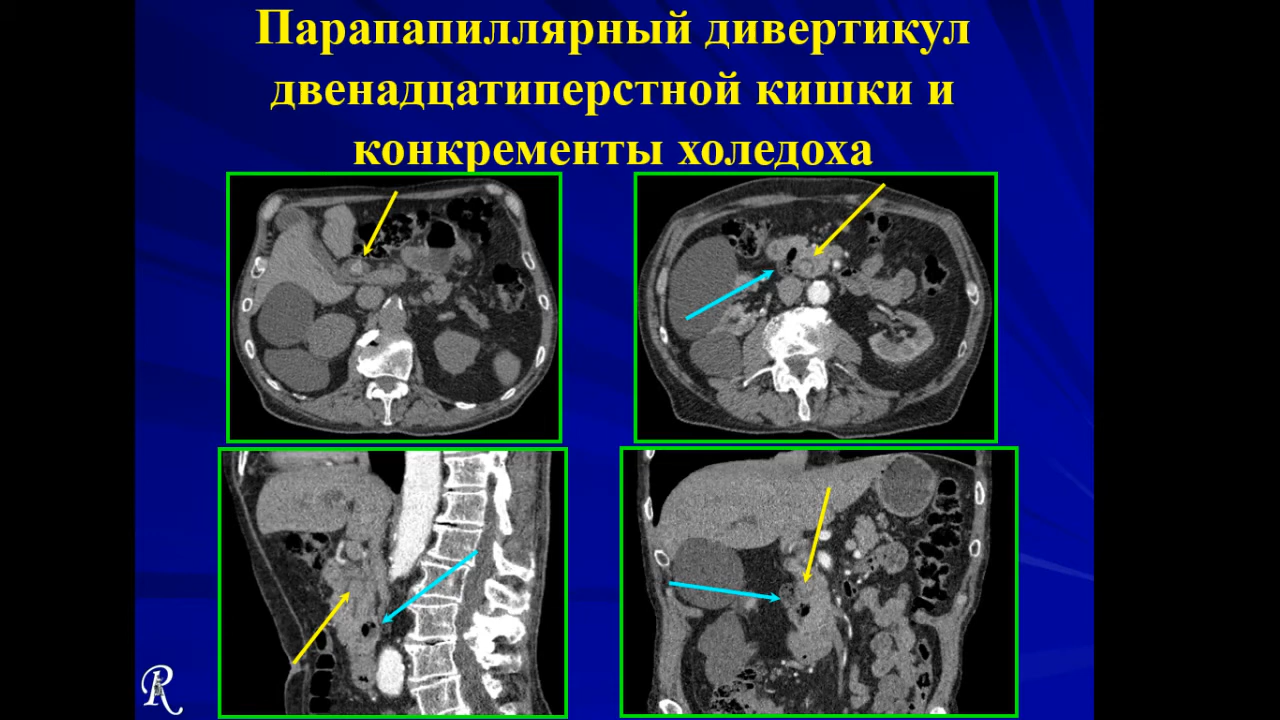 Парапапиллярный дивертикул
двенадцатиперстной кишки и
конкременты холедоха